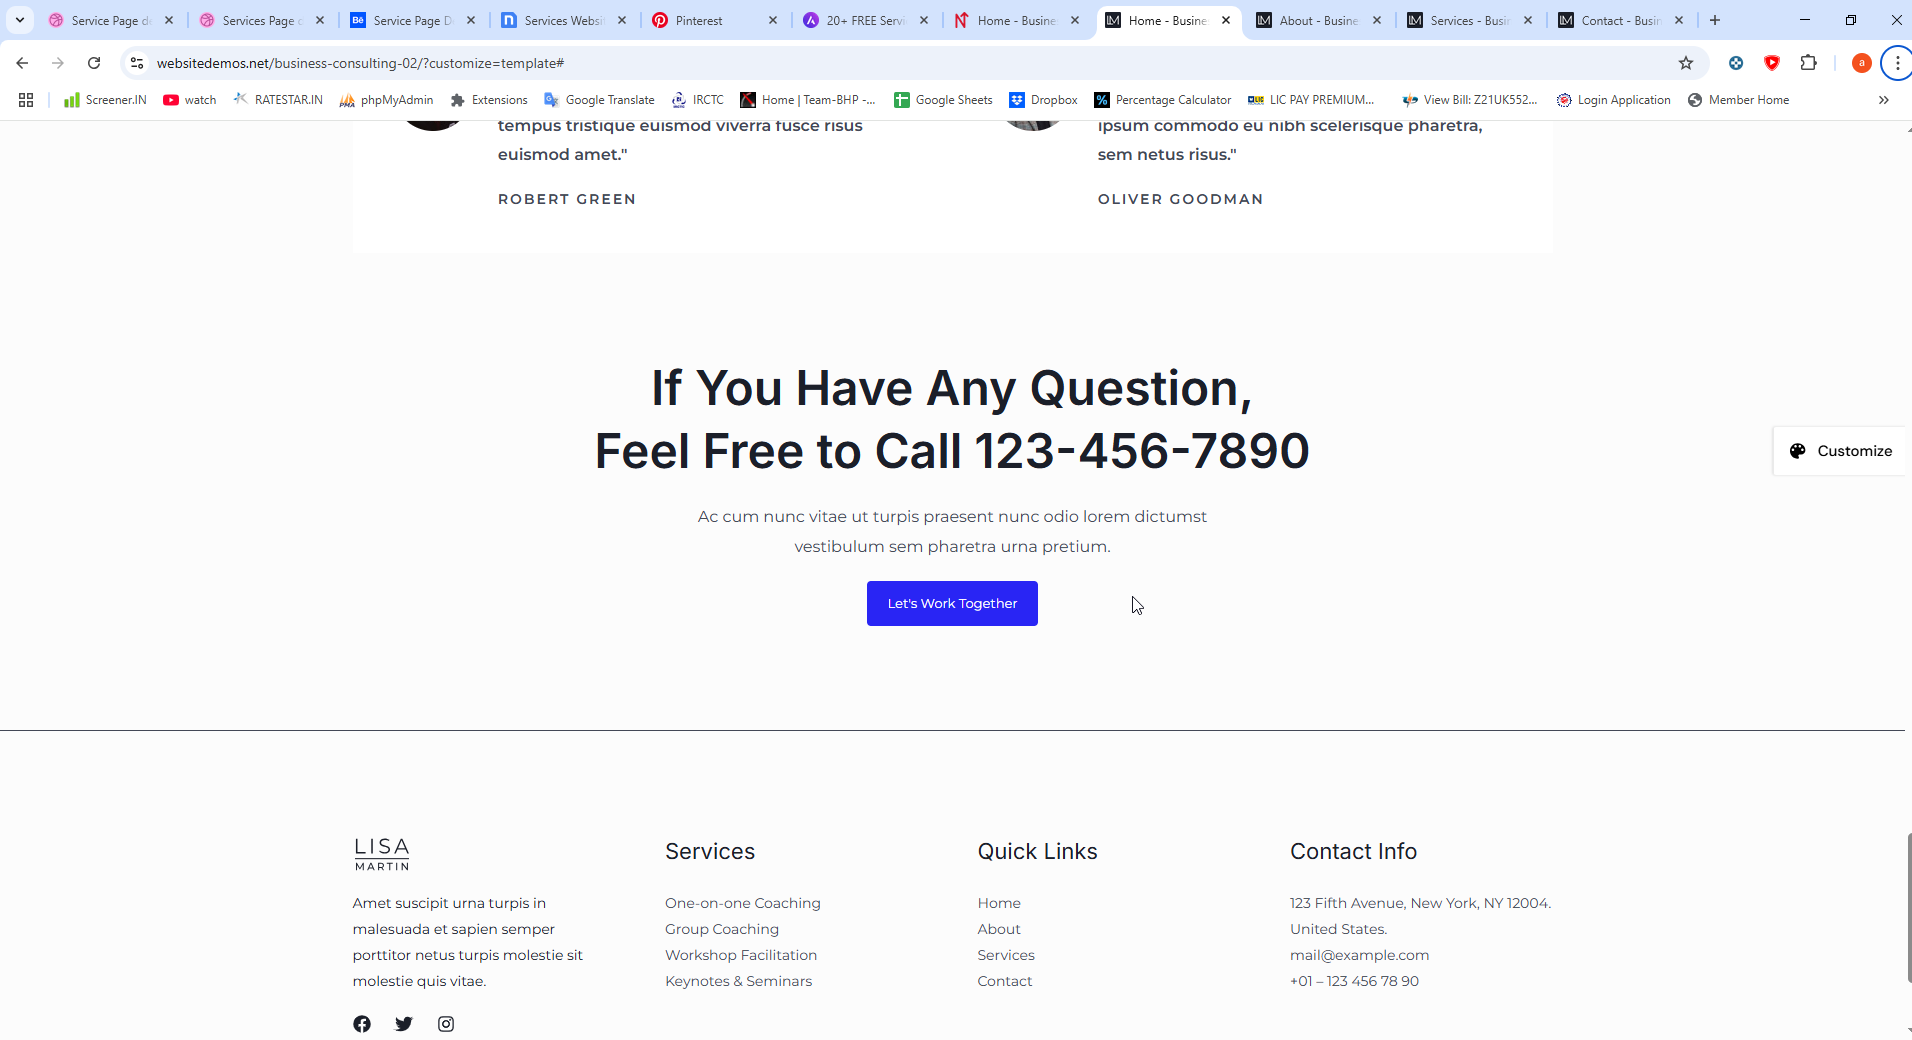 Service Page de
Services Page d
Service Page De
Services Websit
Pinterest
20+ FREE Servi
Home - Busine
Home - Busine
About - Busine
Services - Busin
Contact - Busin
websitedemos.net/business-consulting-02/?customize=template#
a
Screener.IN
watch
RATESTAR.IN
phpMyAdmin
Extensions
Google Translate
IRCTC
Home | Team-BHP -...
Google Sheets
Dropbox
Percentage Calculator
LIC PAY PREMIUM...
View Bill: Z21UK552...
Login Application
Member Home
tempus tristique euismod viverra fusce risus
euismod amet."
ROBERT GREEN
ipsum commodo eu nibh scelerisque pharetra,
sem netus risus."
OLIVER GOODMAN
If You Have Any Question,
Feel Free to Call 123-456-7890
Ac cum nunc vitae ut turpis praesent nunc odio lorem dictumst
vestibulum sem pharetra urna pretium.
Let's Work Together
Customize
LISA
MARTIN
Amet suscipit urna turpis in
malesuada et sapien semper
porttitor netus turpis molestie sit
molestie quis vitae.
Services
One-on-one Coaching
Group Coaching
Workshop Facilitation
Keynotes & Seminars
Quick Links
Home
About
Services
Contact
Contact Info
123 Fifth Avenue, New York, NY 12004.
United States.
mail@example.com
+01 – 123 456 78 90